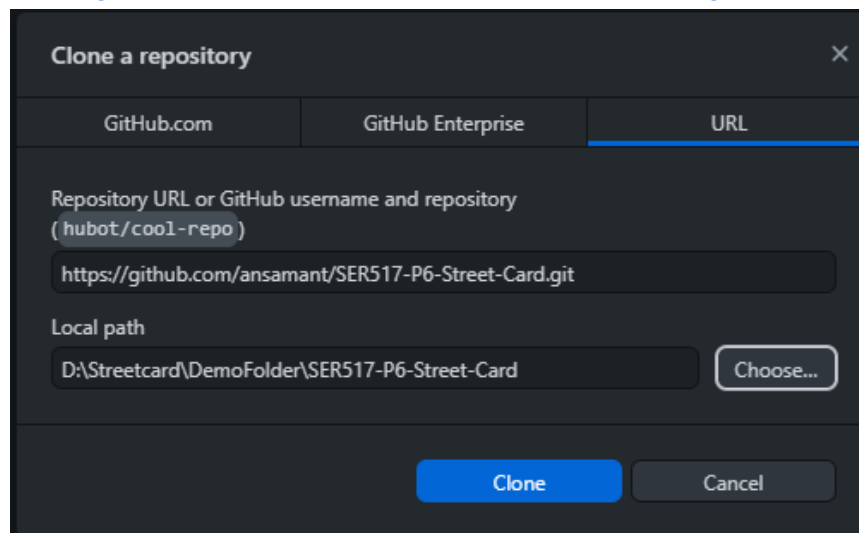 Clone a repository
GitHub.com GitHub Enterprise URL
Repository URL or GitHub username and repository
(hubot/cool-repo)
https://github.com/ansamant/SER517-P6-Street-Card.git
Local path
D:\Streetcard\DemoFolder\SER517-P6-Street-Card Choose...
Clone Cancel